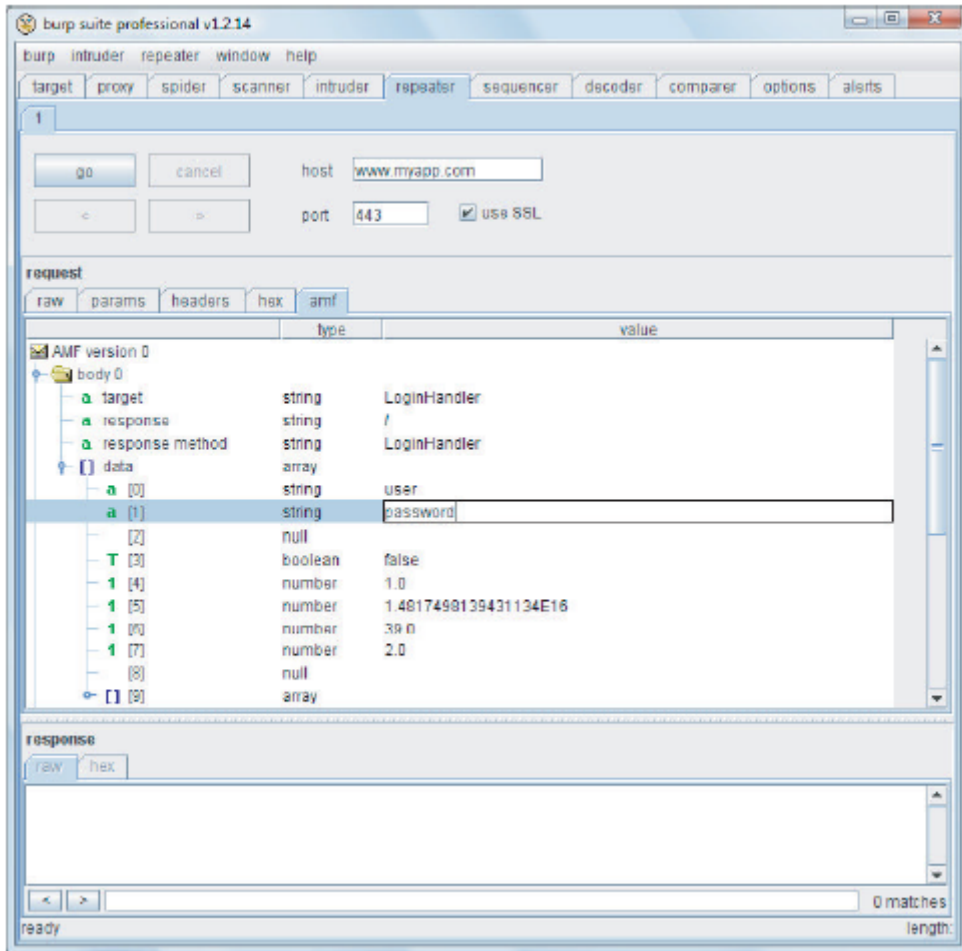 burp suite professional v1.2.14
burp intruder repeater window help
target proxy spider scanner intruder repeater sequencer decoder comparer options alerts
1
go cancel host www.myapp.com
< > port 443 use SSL
request
raw params headers hex amf
type value
AMF version 0
body 0
a target string LoginHandler
a response string /
a response method string LoginHandler
[] data array
a [0] string user
a [1] string password
[2] null
T [3] boolean false
1 [4] number 1.0
1 [5] number 1.4817498139431134E16
1 [6] number 39.0
1 [7] number 2.0
[8] null
[] [9] array
response
raw hex
< > 0 matches
ready length: